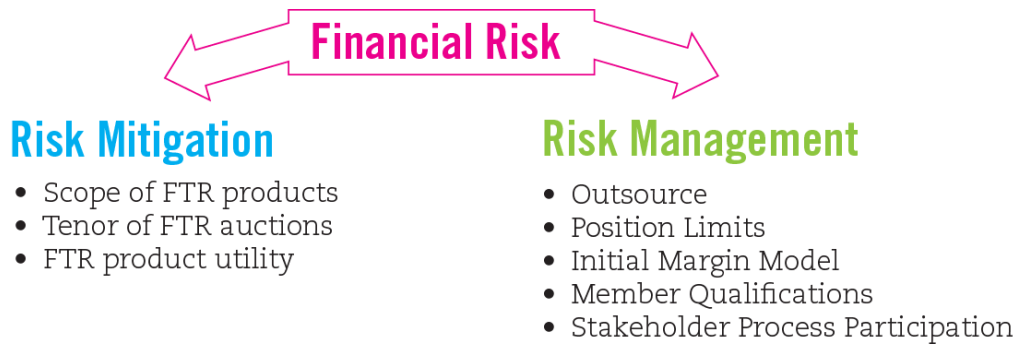 Financial Risk
Risk Mitigation
• Scope of FTR products
• Tenor of FTR auctions
• FTR product utility
Risk Management
• Outsource
• Position Limits
• Initial Margin Model
• Member Qualifications
• Stakeholder Process Participation